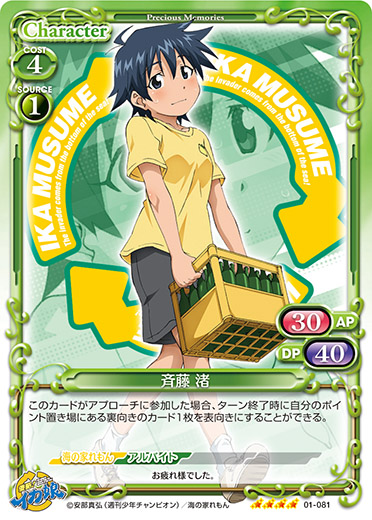 Precious Memories
Character
COST
4
SOURCE
1
IKA MUSUME
The invader comes from the bottom of the sea!
IKA MUSUME
The invader comes from the bottom of the sea!
30 AP
DP 40
斉藤 渚
このカードがアプローチに参加した場合、ターン終了時に自分のポイ
ント置き場にある裏向きのカード1枚を表向きにすることができる。
海の家れもん アルバイト
お疲れ様でした。
イカ娘
©安部真弘(週刊少年チャンピオン)/海の家れもん
★★★★ 01-081